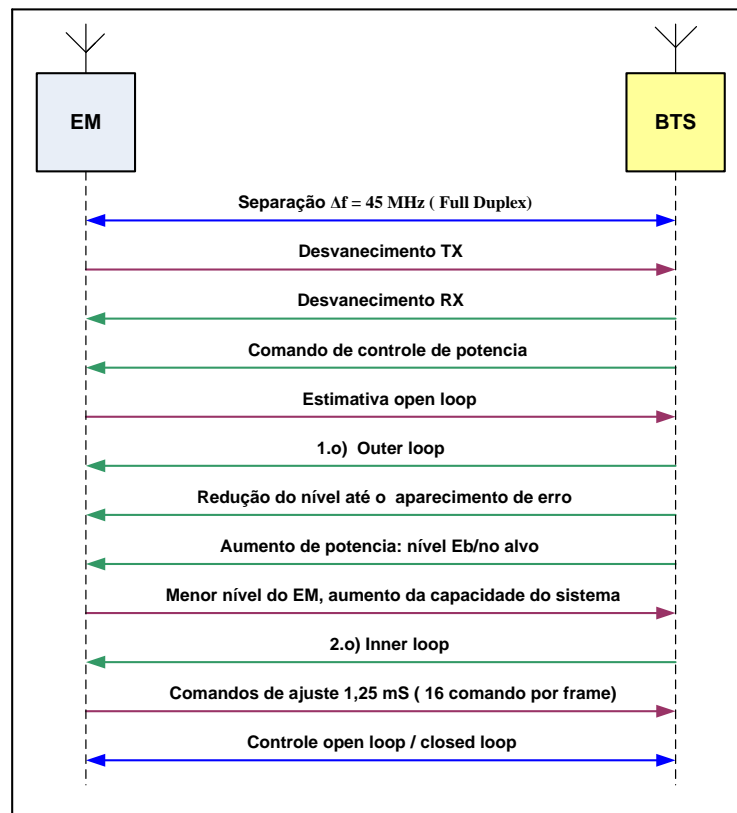 EM
BTS
Separação Δf = 45 MHz ( Full Duplex)
Desvanecimento TX
Desvanecimento RX
Comando de controle de potencia
Estimativa open loop
1.o)  Outer loop
Redução do nível até o  aparecimento de erro
Aumento de potencia: nível Eb/no alvo
Menor nível do EM, aumento da capacidade do sistema
2.o) Inner loop
Comandos de ajuste 1,25 mS ( 16 comando por frame)
Controle open loop / closed loop